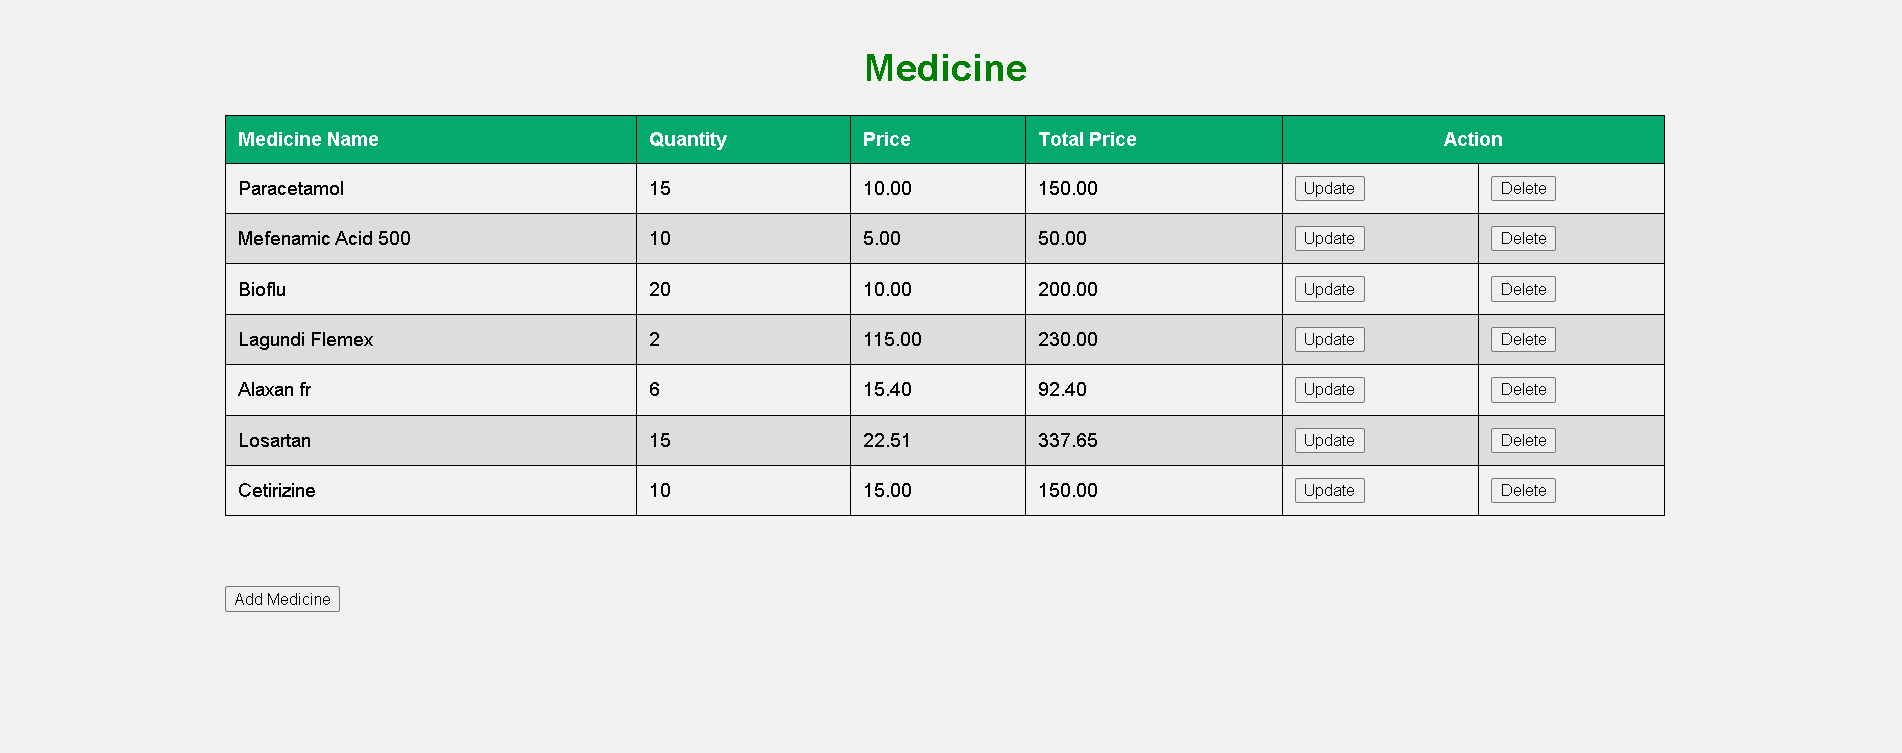 Medicine
Medicine Name Quantity Price Total Price Action
Paracetamol 15 10.00 150.00 Update Delete
Mefenamic Acid 500 10 5.00 50.00 Update Delete
Bioflu 20 10.00 200.00 Update Delete
Lagundi Flemex 2 115.00 230.00 Update Delete
Alaxan fr 6 15.40 92.40 Update Delete
Losartan 15 22.51 337.65 Update Delete
Cetirizine 10 15.00 150.00 Update Delete
Add Medicine